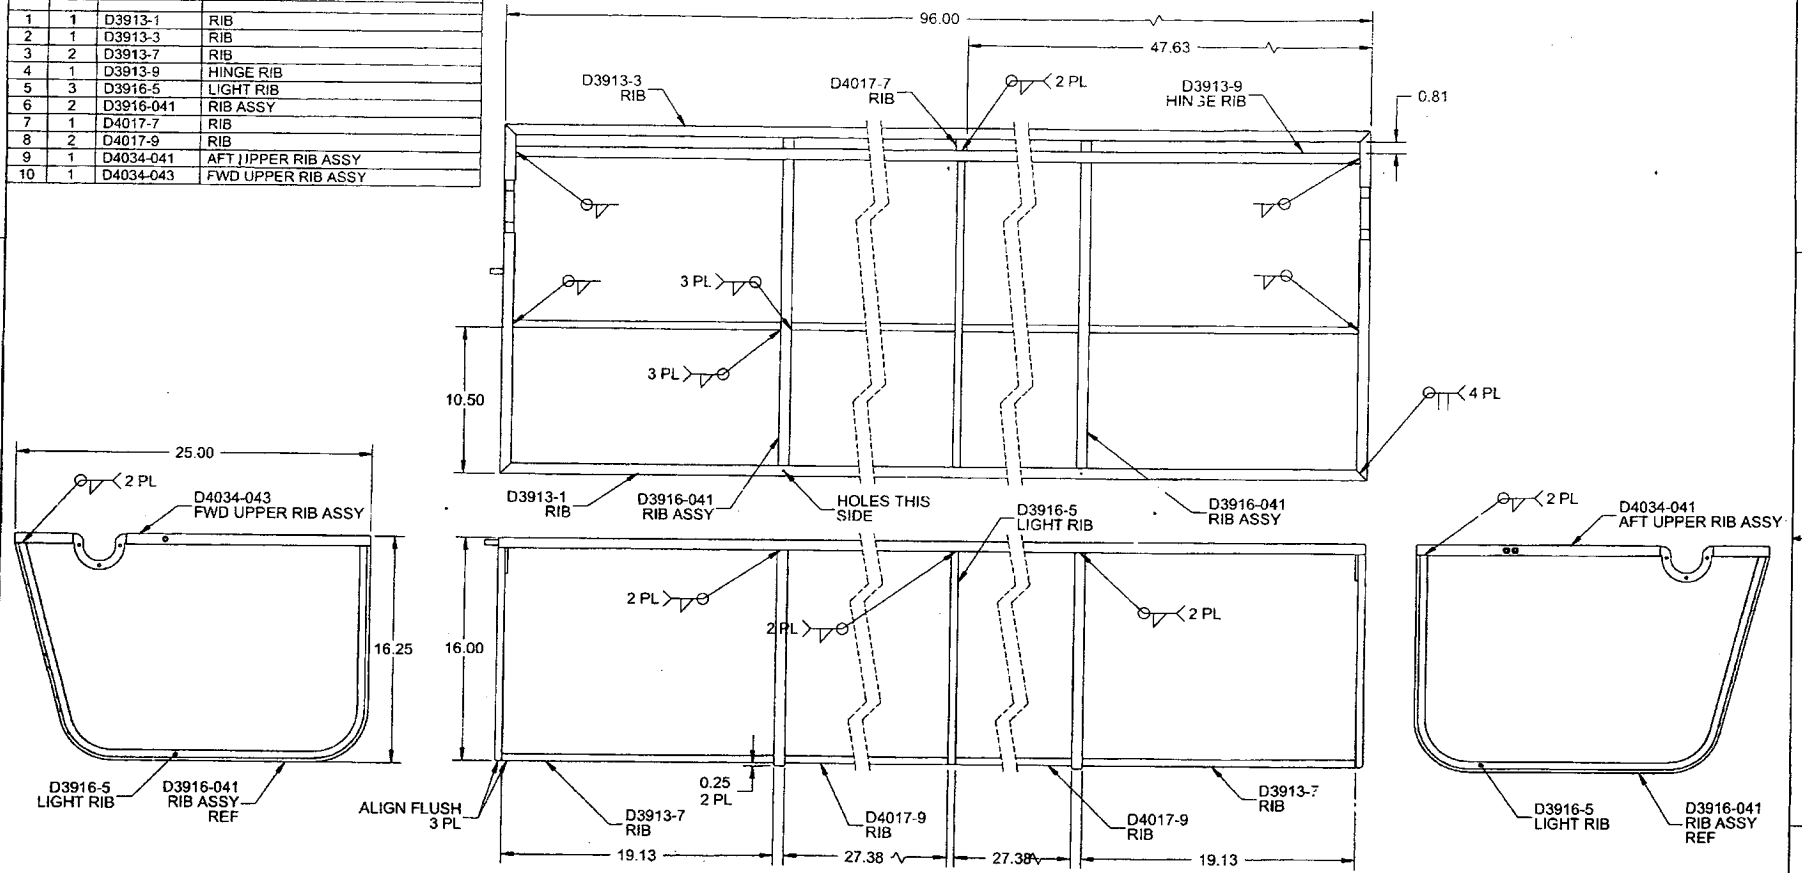 1 1 D3913-1 RIB
2 1 D3913-3 RIB
3 2 D3913-7 RIB
4 1 D3913-9 HINGE RIB
5 3 D3916-5 LIGHT RIB
6 2 D3916-041 RIB ASSY
7 1 D4017-7 RIB
8 2 D4017-9 RIB
9 1 D4034-041 AFT UPPER RIB ASSY
10 1 D4034-043 FWD UPPER RIB ASSY
96.00
47.63
D3913-3
RIB
D4017-7
RIB
2 PL
D3913-9
HINGE RIB
0.81
3 PL
3 PL
10.50
4 PL
D3913-1
RIB
D3916-041
RIB ASSY
HOLES THIS
SIDE
D3916-041
RIB ASSY
25.00
2 PL
D4034-043
FWD UPPER RIB ASSY
16.25
D3916-5
LIGHT RIB
D3916-041
RIB ASSY
REF
D3916-5
LIGHT RIB
16.00
2 PL
2 PL
2 PL
0.25
2 PL
ALIGN FLUSH
3 PL
D3913-7
RIB
D4017-9
RIB
D4017-9
RIB
D3913-7
RIB
19.13
27.38
27.38
19.13
2 PL
D4034-041
AFT UPPER RIB ASSY
D3916-5
LIGHT RIB
D3916-041
RIB ASSY
REF